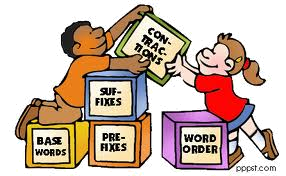 CON-
TRAC-
TIONS
SUF-
FIXES
BASE
WORDS
PRE-
FIXES
WORD
ORDER
pppst.com